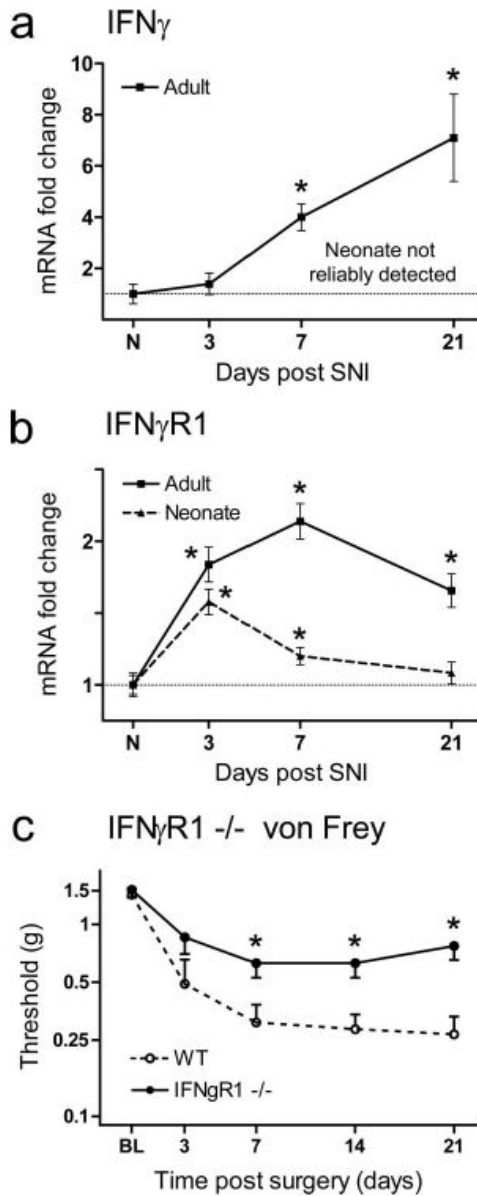 a IFNγ
10
8
6
4
2
mRNA fold change
Adult
*
*
Neonate not
reliably detected
N 3 7 21
Days post SNI
b IFNγR1
2
1
mRNA fold change
Adult
Neonate
*
*
*
*
*
N 3 7 21
Days post SNI
c IFNγR1 -/- von Frey
1.5
1
0.5
0.25
0.1
Threshold (g)
* * *
WT
IFNgR1 -/-
BL 3 7 14 21
Time post surgery (days)